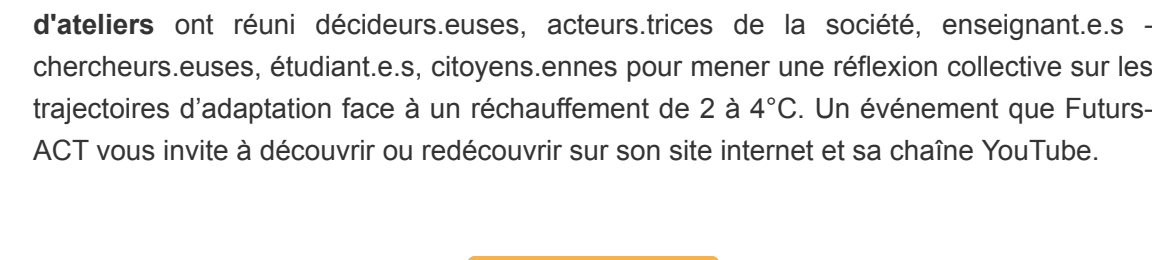 d'ateliers ont réuni décideurs.euses, acteurs.trices de la société, enseignant.e.s -
chercheurs.euses, étudiant.e.s, citoyens.ennes pour mener une réflexion collective sur les
trajectoires d’adaptation face à un réchauffement de 2 à 4°C. Un événement que Futurs-
ACT vous invite à découvrir ou redécouvrir sur son site internet et sa chaîne YouTube.